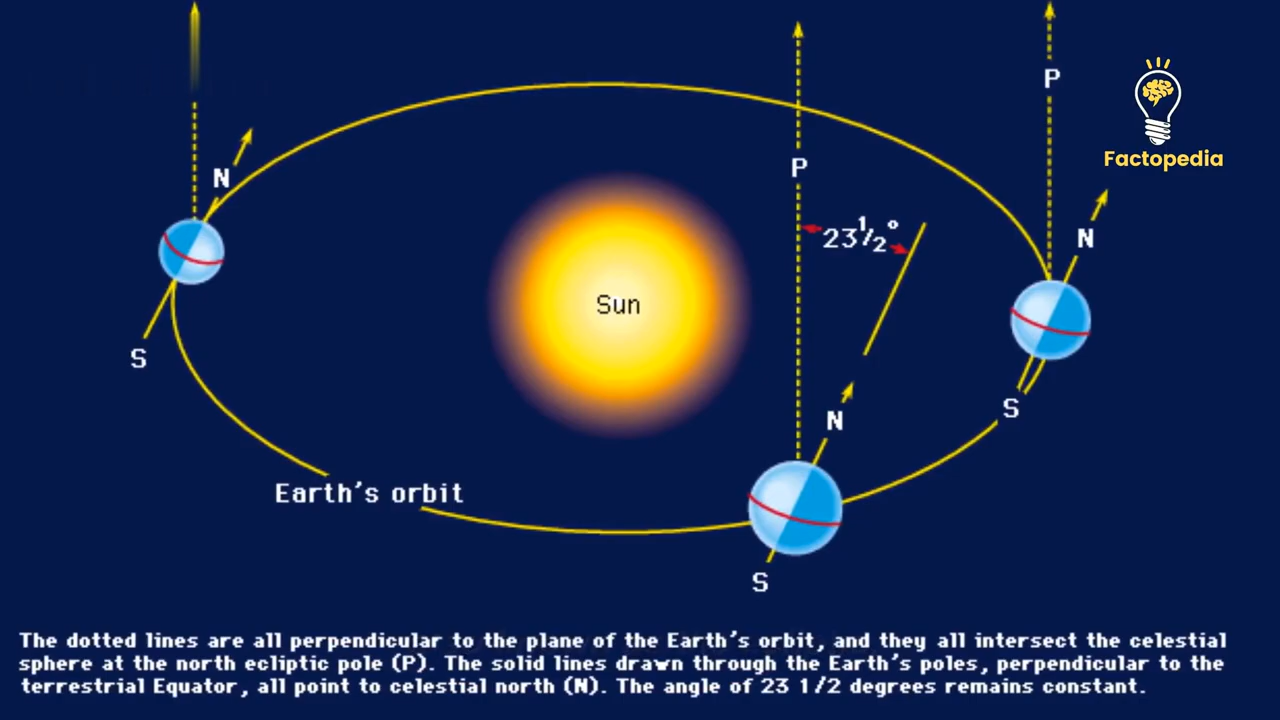 P
P
Factopedia
N
P
N
23½°
Sun
S
N
S
Earth's orbit
S
The dotted lines are all perpendicular to the plane of the Earth's orbit, and they all intersect the celestial
sphere at the north ecliptic pole (P). The solid lines drawn through the Earth's poles, perpendicular to the
terrestrial Equator, all point to celestial north (N). The angle of 23 1/2 degrees remains constant.